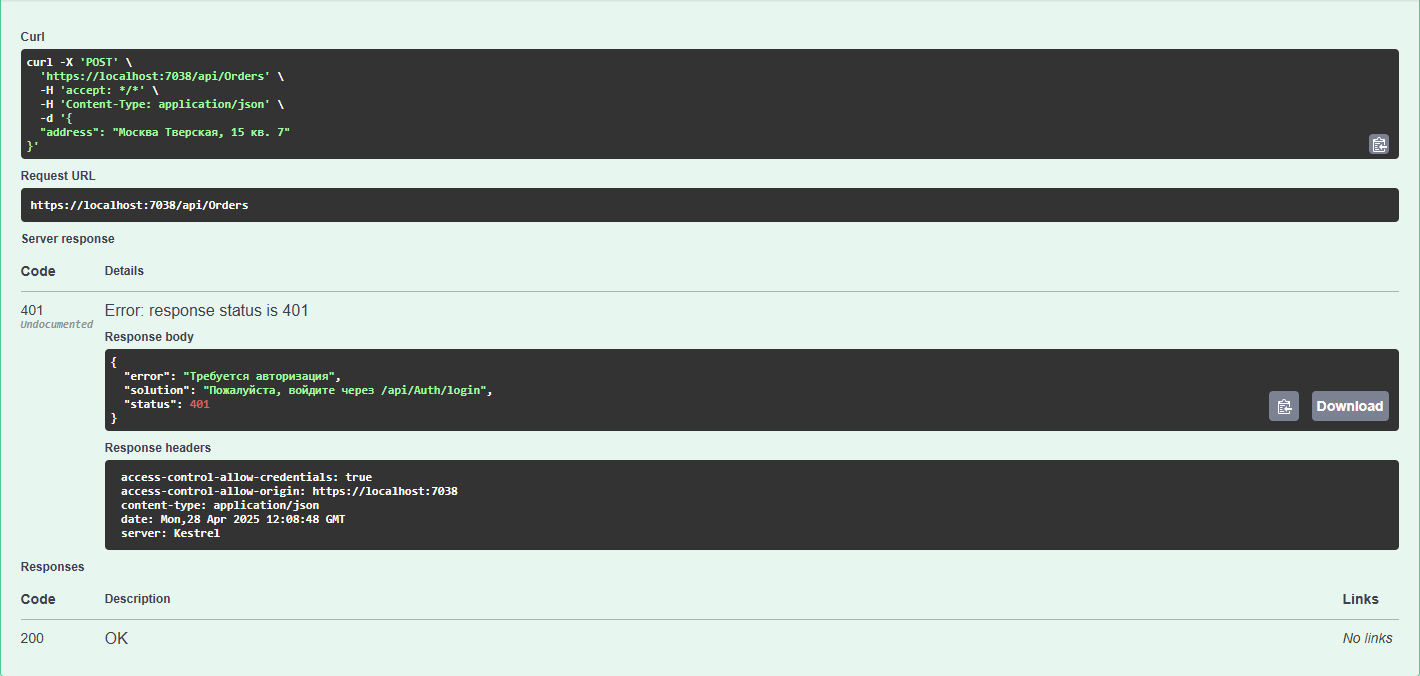 Curl
curl -X 'POST' \
'https://localhost:7038/api/Orders' \
-H 'accept: */*' \
-H 'Content-Type: application/json' \
-d '{
"address": "Москва Тверская, 15 кв. 7"
}'
Request URL
https://localhost:7038/api/Orders
Server response
Code Details
401 Error: response status is 401
Undocumented
Response body
{
"error": "Требуется авторизация",
"solution": "Пожалуйста, войдите через /api/Auth/login",
"status": 401
}
Download
Response headers
access-control-allow-credentials: true
access-control-allow-origin: https://localhost:7038
content-type: application/json
date: Mon,28 Apr 2025 12:08:48 GMT
server: Kestrel
Responses
Code Description Links
200 OK No links